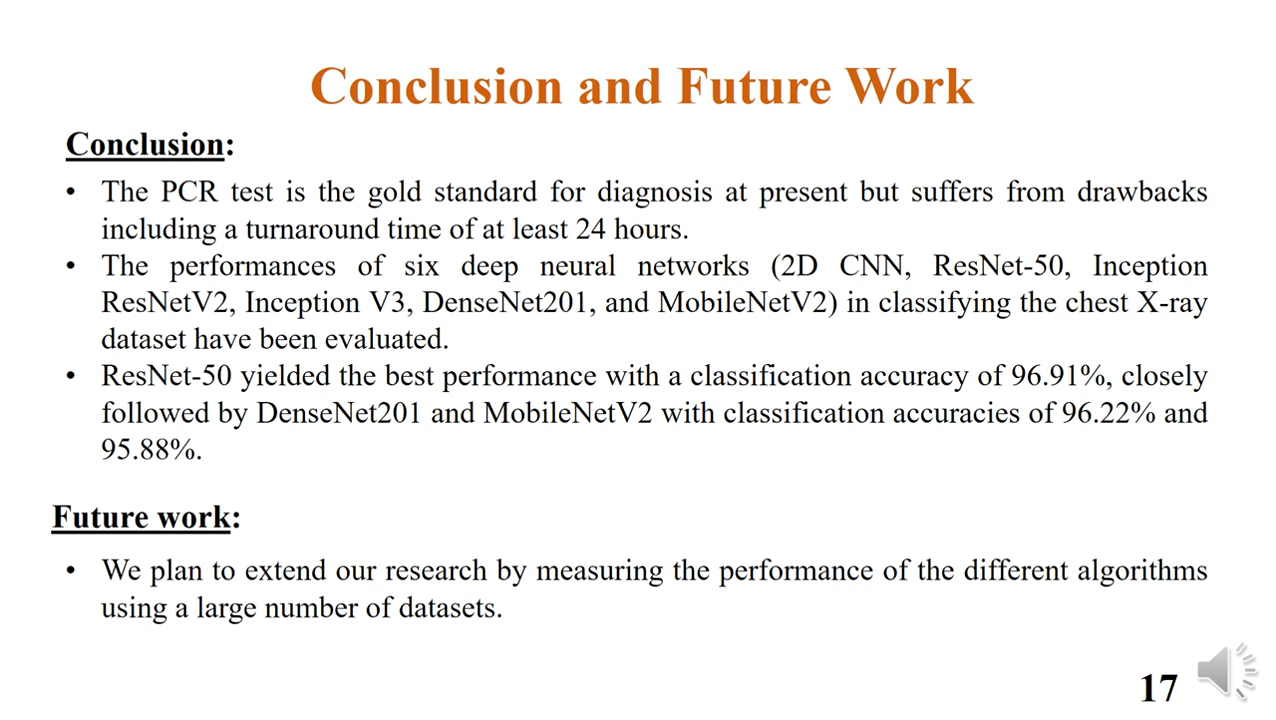 Conclusion and Future Work
Conclusion:
• The PCR test is the gold standard for diagnosis at present but suffers from drawbacks
including a turnaround time of at least 24 hours.
• The performances of six deep neural networks (2D CNN, ResNet-50, Inception
ResNetV2, Inception V3, DenseNet201, and MobileNetV2) in classifying the chest X-ray
dataset have been evaluated.
• ResNet-50 yielded the best performance with a classification accuracy of 96.91%, closely
followed by DenseNet201 and MobileNetV2 with classification accuracies of 96.22% and
95.88%.
Future work:
• We plan to extend our research by measuring the performance of the different algorithms
using a large number of datasets.
17